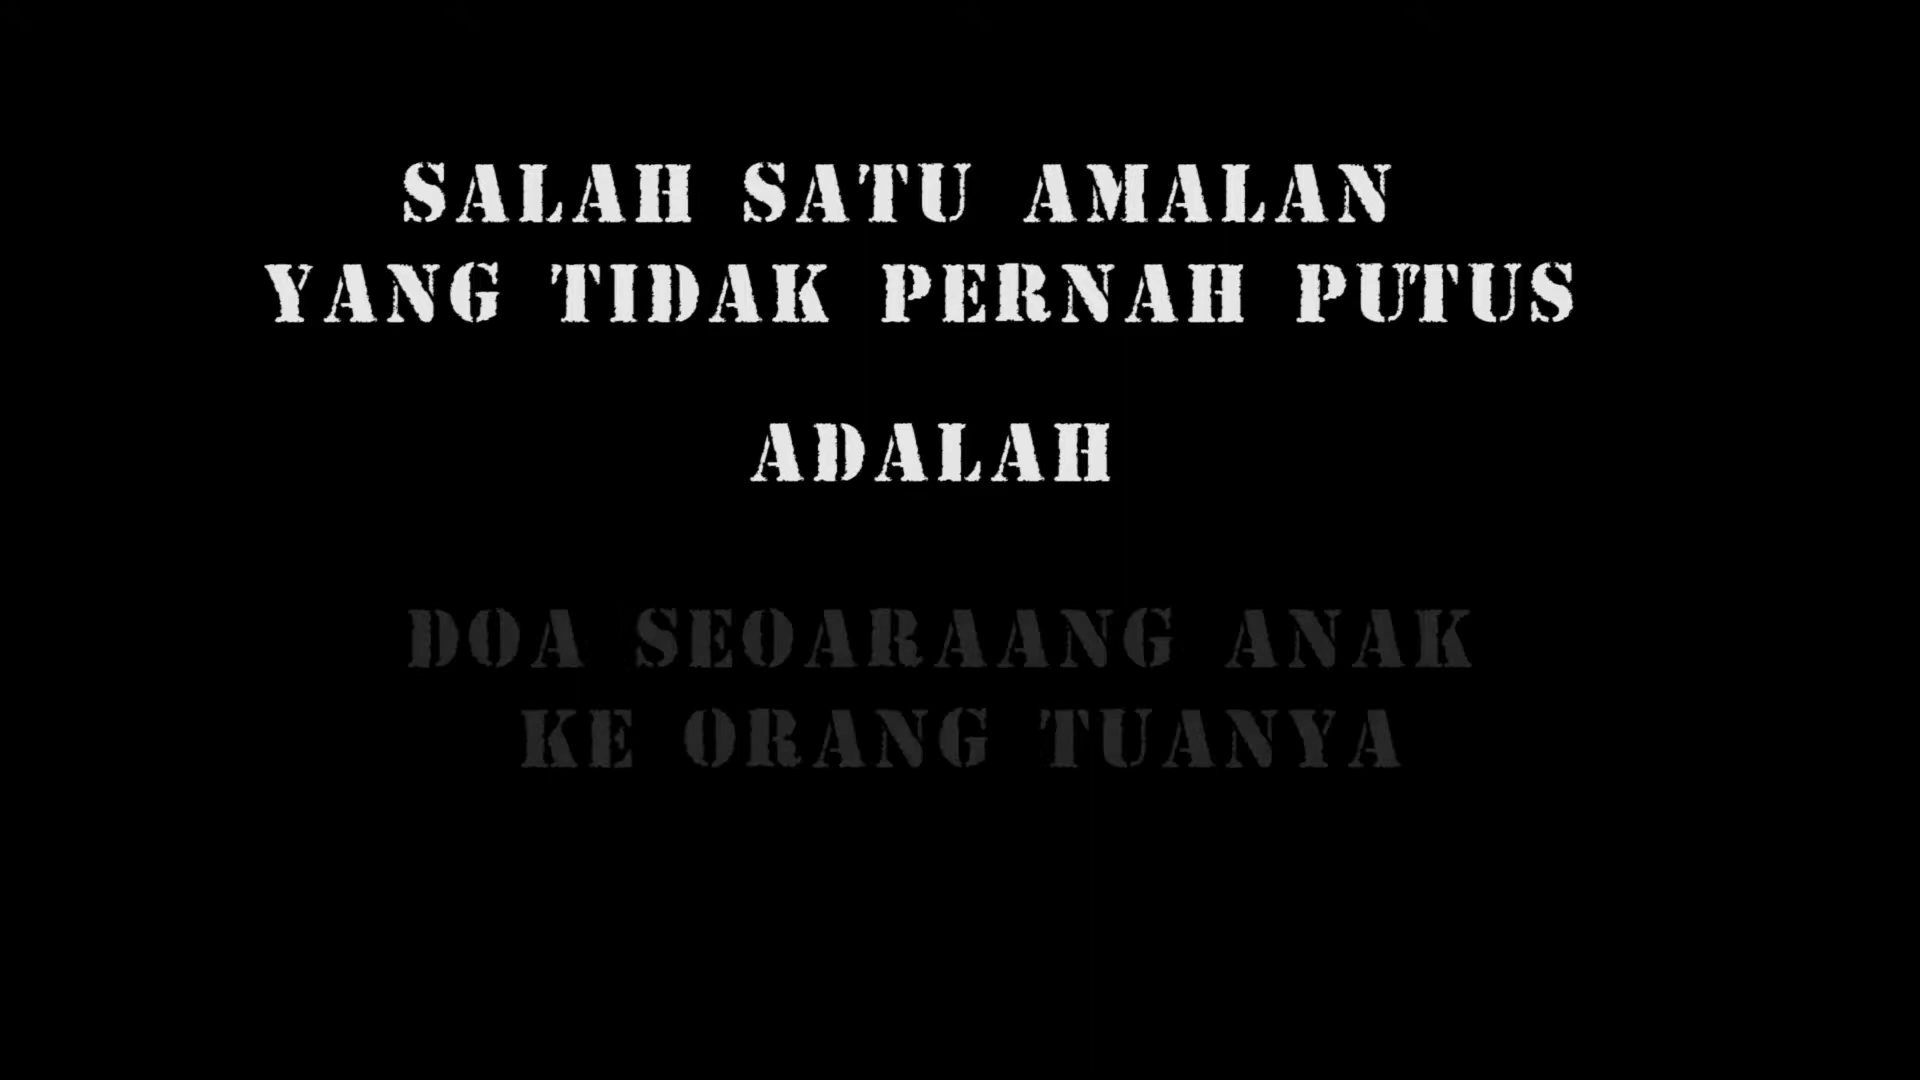 SALAH SATU AMALAN
YANG TIDAK PERNAH PUTUS
ADALAH
DOA SEOARAANG ANAK
KE ORANG TUANYA